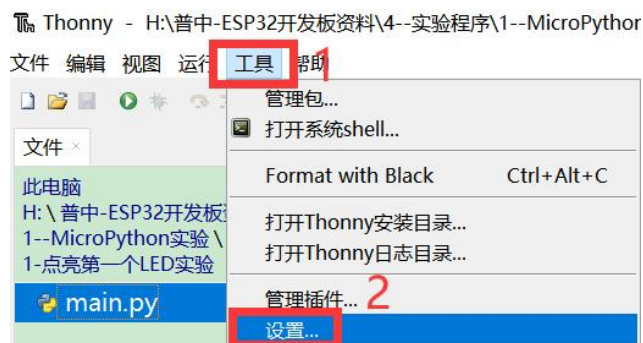 Thonny - H:\普中-ESP32开发板资料\4--实验程序\1--MicroPython
文件 编辑 视图 运行 工具 帮助 1
管理包...
打开系统shell...
文件 ×
Format with Black Ctrl+Alt+C
此电脑
H: \ 普中-ESP32开发板
1--MicroPython实验 \
1-点亮第一个LED实验
打开Thonny安装目录...
打开Thonny日志目录...
main.py
管理插件... 2
设置...